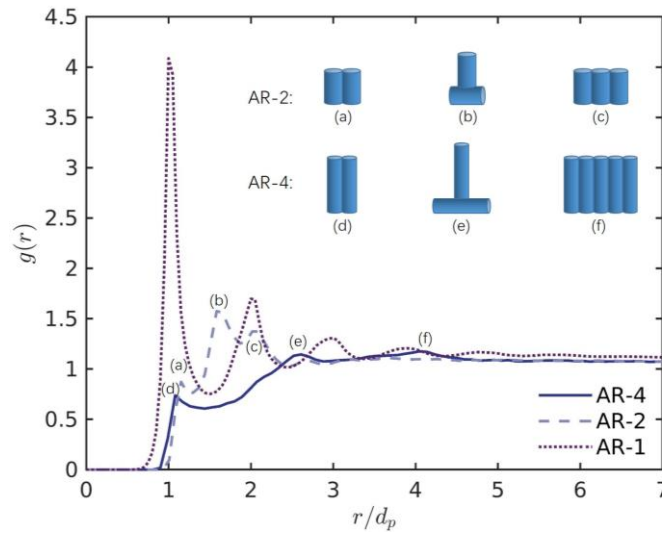 4.5
4
3.5
3
2.5
2
1.5
1
0.5
0
g(r)
AR-2:
(a)
(b)
(c)
AR-4:
(d)
(e)
(f)
(b)
(a)
(c)
(d)
(e)
(f)
AR-4
AR-2
AR-1
0 1 2 3 4 5 6 7
r/d_p